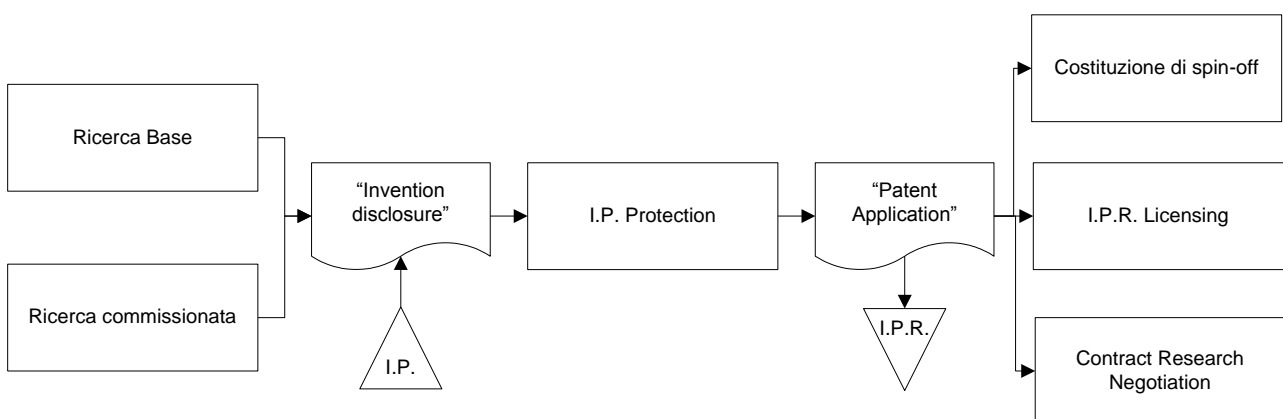 Ricerca Base
Ricerca commissionata
“Invention
disclosure”
I.P.
I.P. Protection
“Patent
Application”
I.P.R.
Costituzione di spin-off
I.P.R. Licensing
Contract Research
Negotiation